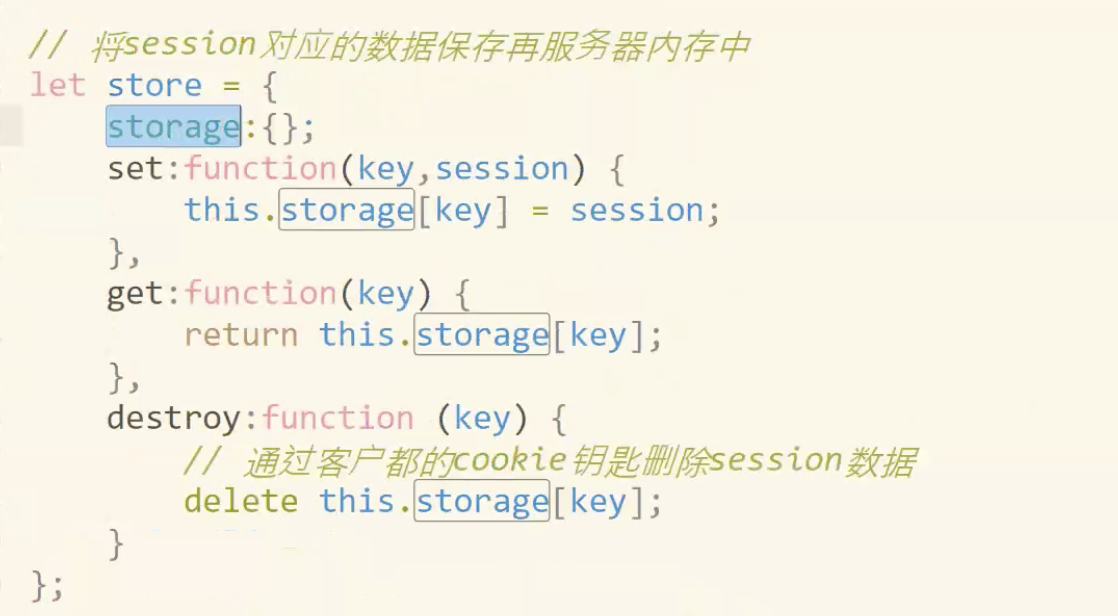 // 将session对应的数据保存再服务器内存中
let store = {
    storage:{};
    set:function(key,session) {
        this.storage[key] = session;
    },
    get:function(key) {
        return this.storage[key];
    },
    destroy:function (key) {
        // 通过客户都的cookie钥匙删除session数据
        delete this.storage[key];
    }
};